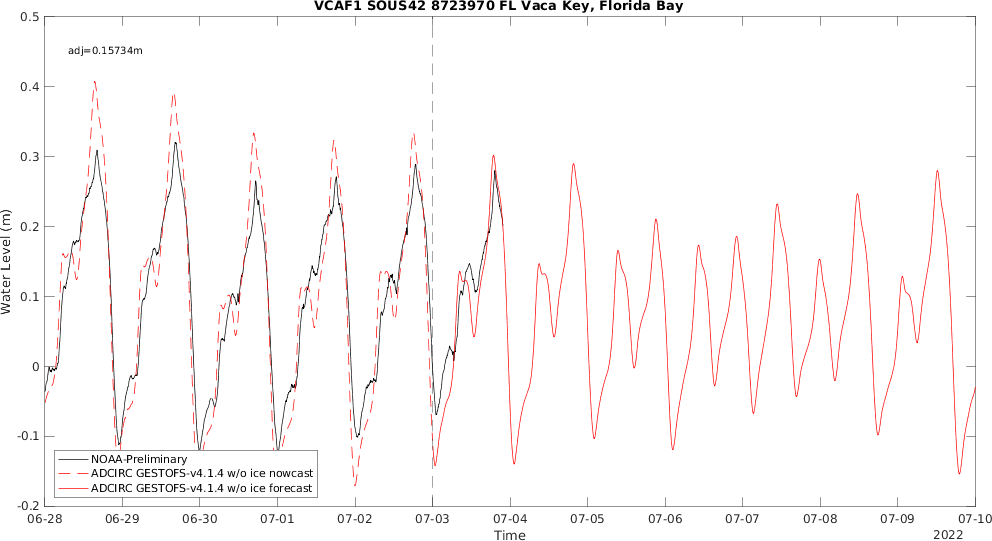 VCAF1 SOUS42 8723970 FL Vaca Key, Florida Bay
adj=0.15734m
Water Level (m)
0.5
0.4
0.3
0.2
0.1
0
-0.1
-0.2
NOAA-Preliminary
ADCIRC GESTOFS-v4.1.4 w/o ice nowcast
ADCIRC GESTOFS-v4.1.4 w/o ice forecast
06-28 06-29 06-30 07-01 07-02 07-03 07-04 07-05 07-06 07-07 07-08 07-09 07-10
Time
2022